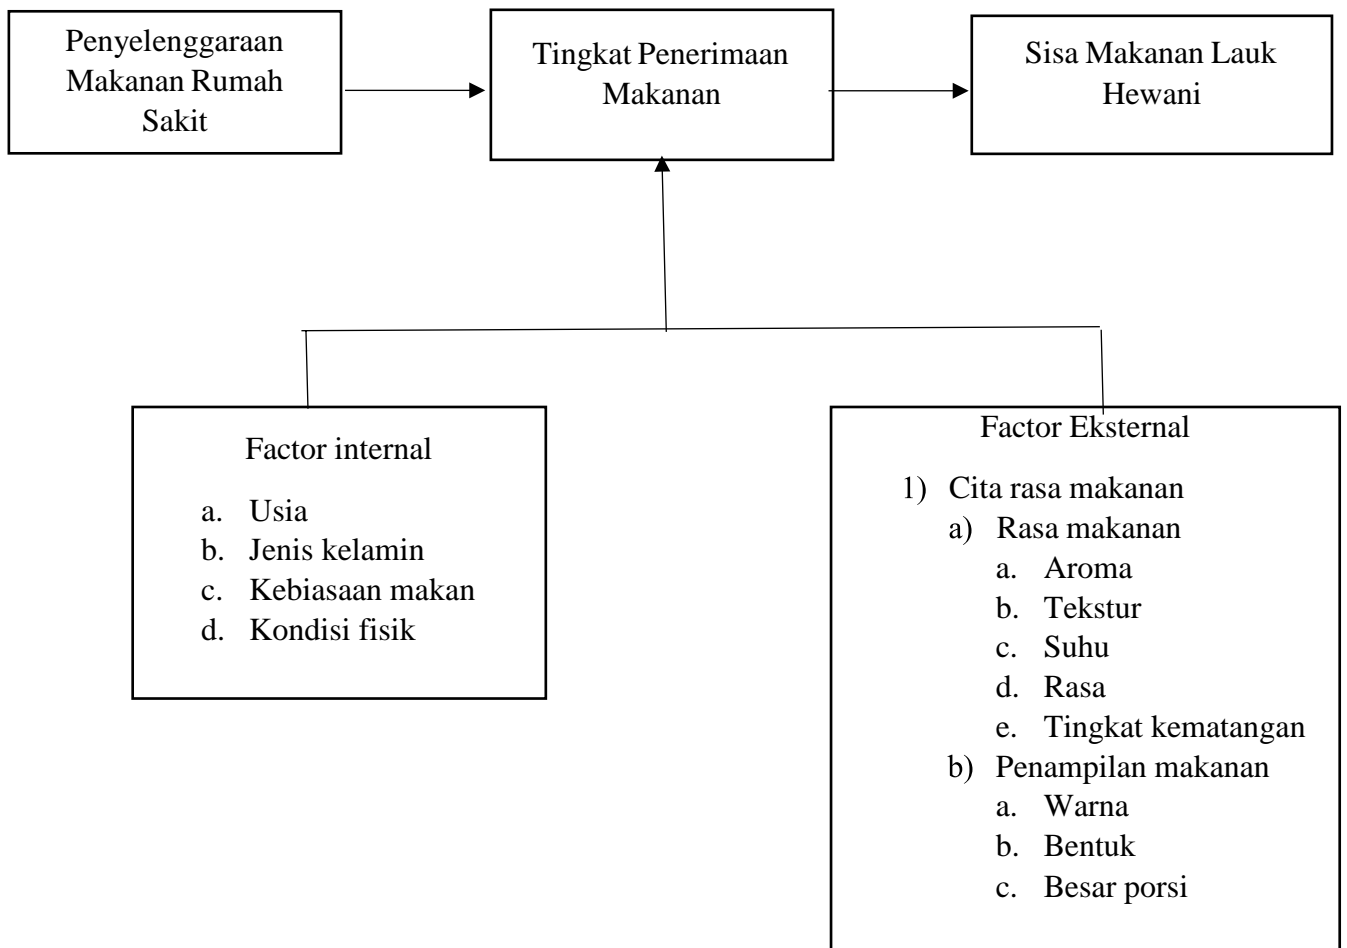 Penyelenggaraan
Makanan Rumah
Sakit
Tingkat Penerimaan
Makanan
Sisa Makanan Lauk
Hewani
Factor internal
a. Usia
b. Jenis kelamin
c. Kebiasaan makan
d. Kondisi fisik
Factor Eksternal
1) Cita rasa makanan
a) Rasa makanan
a. Aroma
b. Tekstur
c. Suhu
d. Rasa
e. Tingkat kematangan
b) Penampilan makanan
a. Warna
b. Bentuk
c. Besar porsi